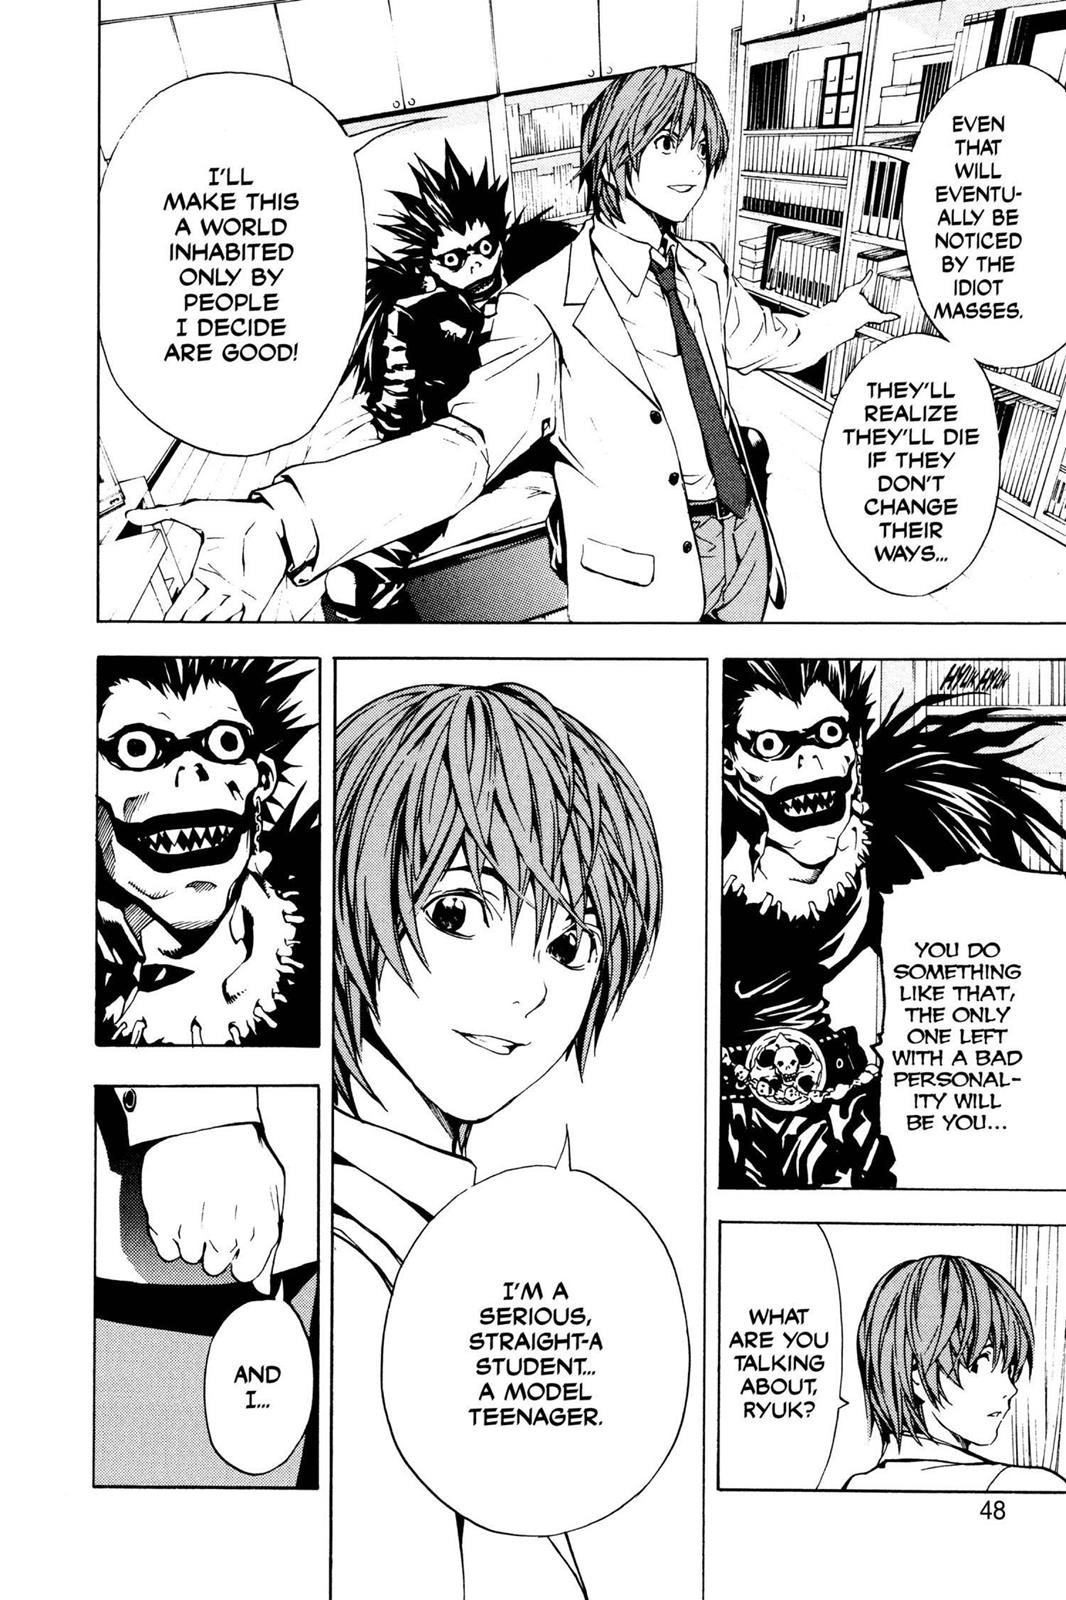 EVEN
THAT
WILL
EVENTU-
ALLY BE
NOTICED
BY THE
IDIOT
MASSES.
THEY'LL
REALIZE
THEY'LL DIE
IF THEY
DON'T
CHANGE
THEIR
WAYS...
I'LL
MAKE THIS
A WORLD
INHABITED
ONLY BY
PEOPLE
I DECIDE
ARE GOOD!
HYUK HYUK
YOU DO
SOMETHING
LIKE THAT,
THE ONLY
ONE LEFT
WITH A BAD
PERSONAL-
ITY WILL
BE YOU...
WHAT
ARE YOU
TALKING
ABOUT,
RYUK?
I'M A
SERIOUS,
STRAIGHT-A
STUDENT...
A MODEL
TEENAGER.
AND
I...
48